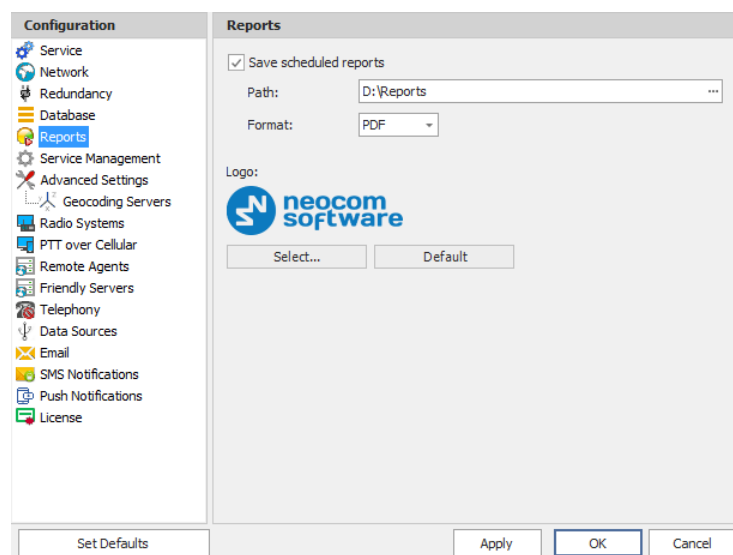 Configuration
Service
Network
Redundancy
Database
Reports
Service Management
Advanced Settings
Geocoding Servers
Radio Systems
PTT over Cellular
Remote Agents
Friendly Servers
Telephony
Data Sources
Email
SMS Notifications
Push Notifications
License
Set Defaults
Reports
Save scheduled reports
Path: D:\Reports ...
Format: PDF
Logo:
neocom
software
Select... Default
Apply OK Cancel